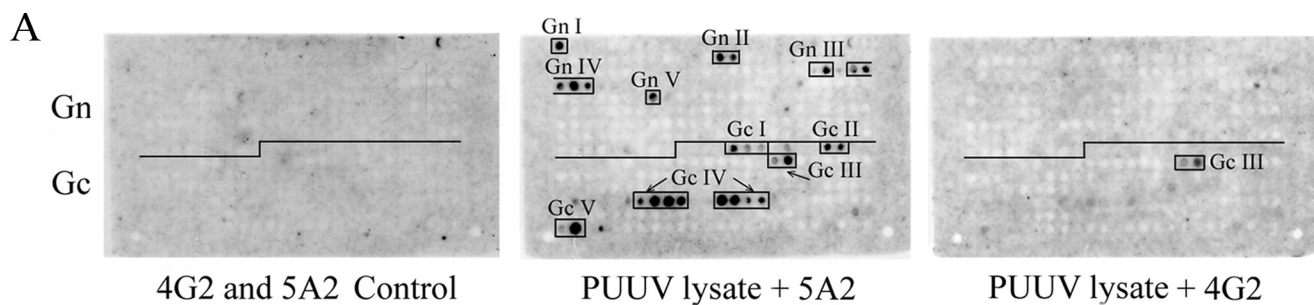 A
Gn
Gc
4G2 and 5A2 Control
Gn I
Gn II
Gn III
Gn IV
Gn V
Gc I
Gc II
Gc III
Gc IV
Gc V
PUUV lysate + 5A2
Gc III
PUUV lysate + 4G2